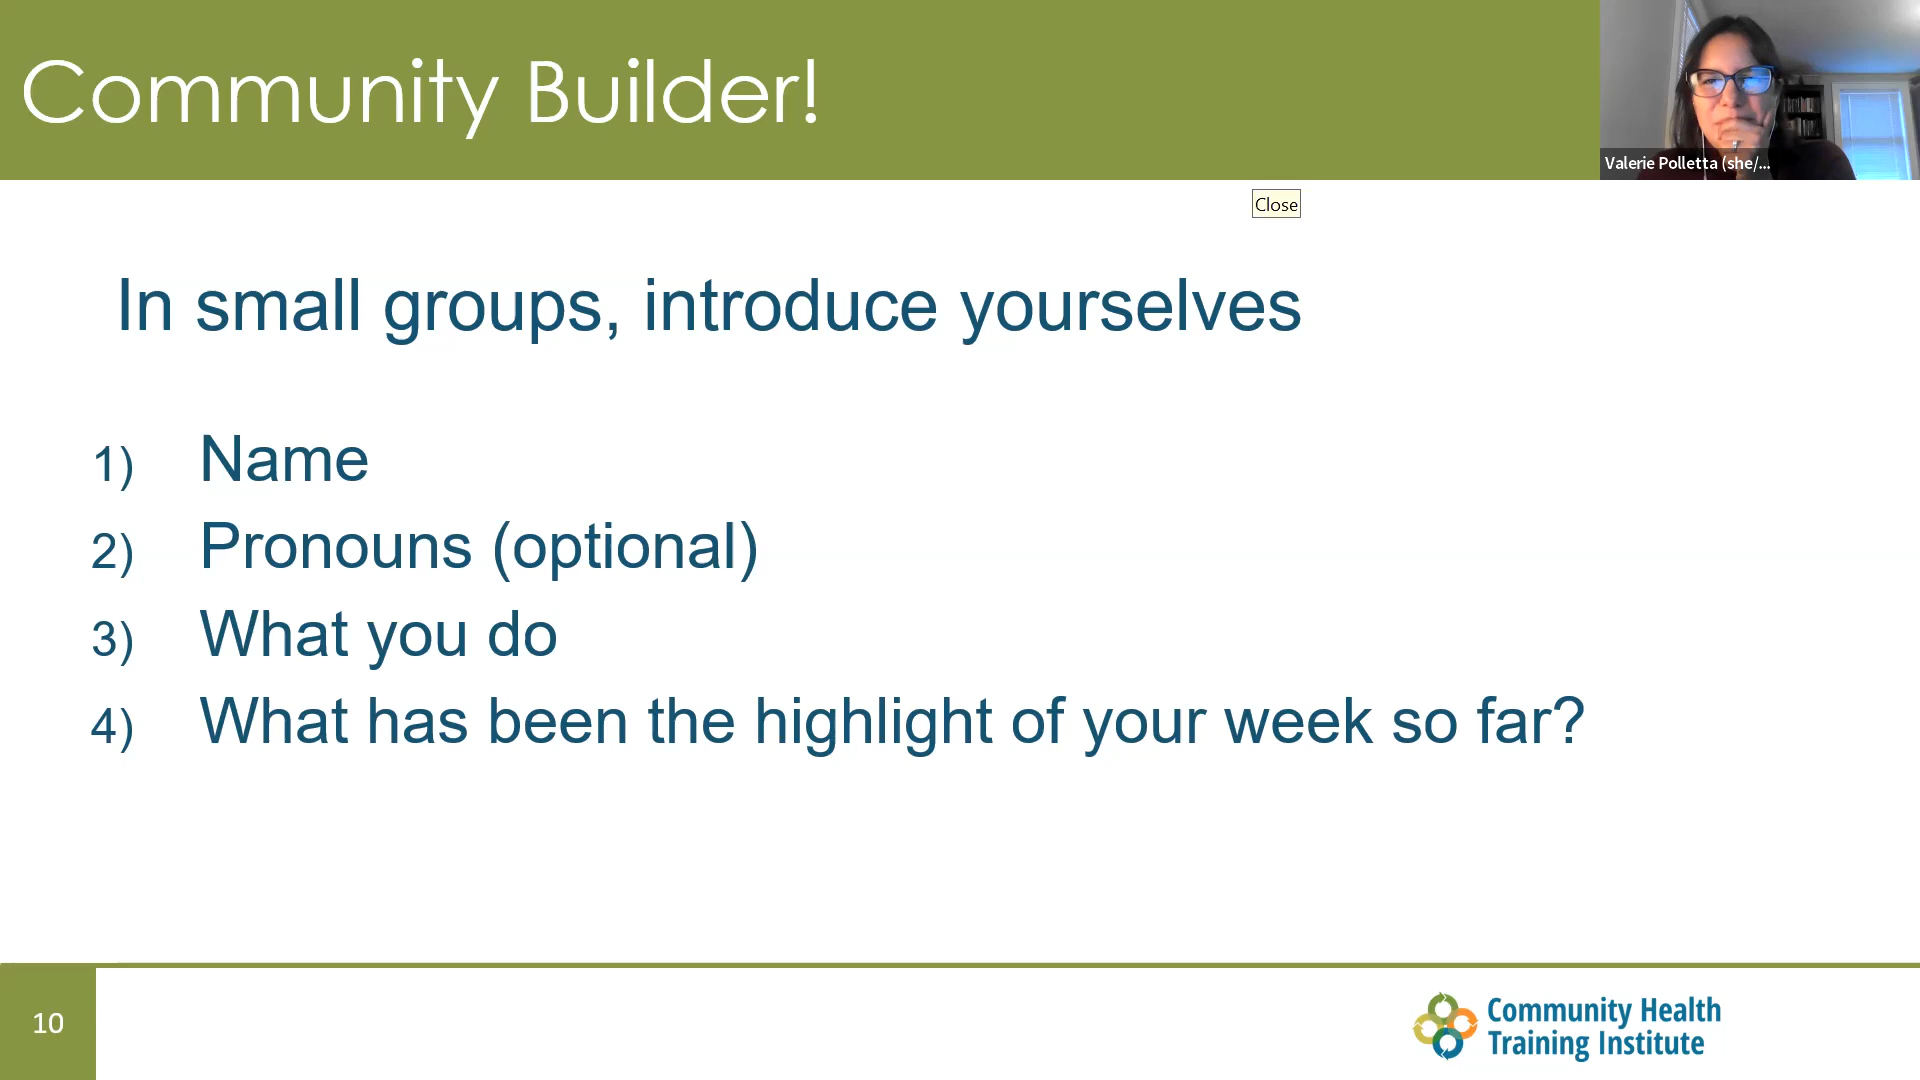 Community Builder!
Valerie Polletta (she/...
Close
In small groups, introduce yourselves
1) Name
2) Pronouns (optional)
3) What you do
4) What has been the highlight of your week so far?
10
Community Health
Training Institute